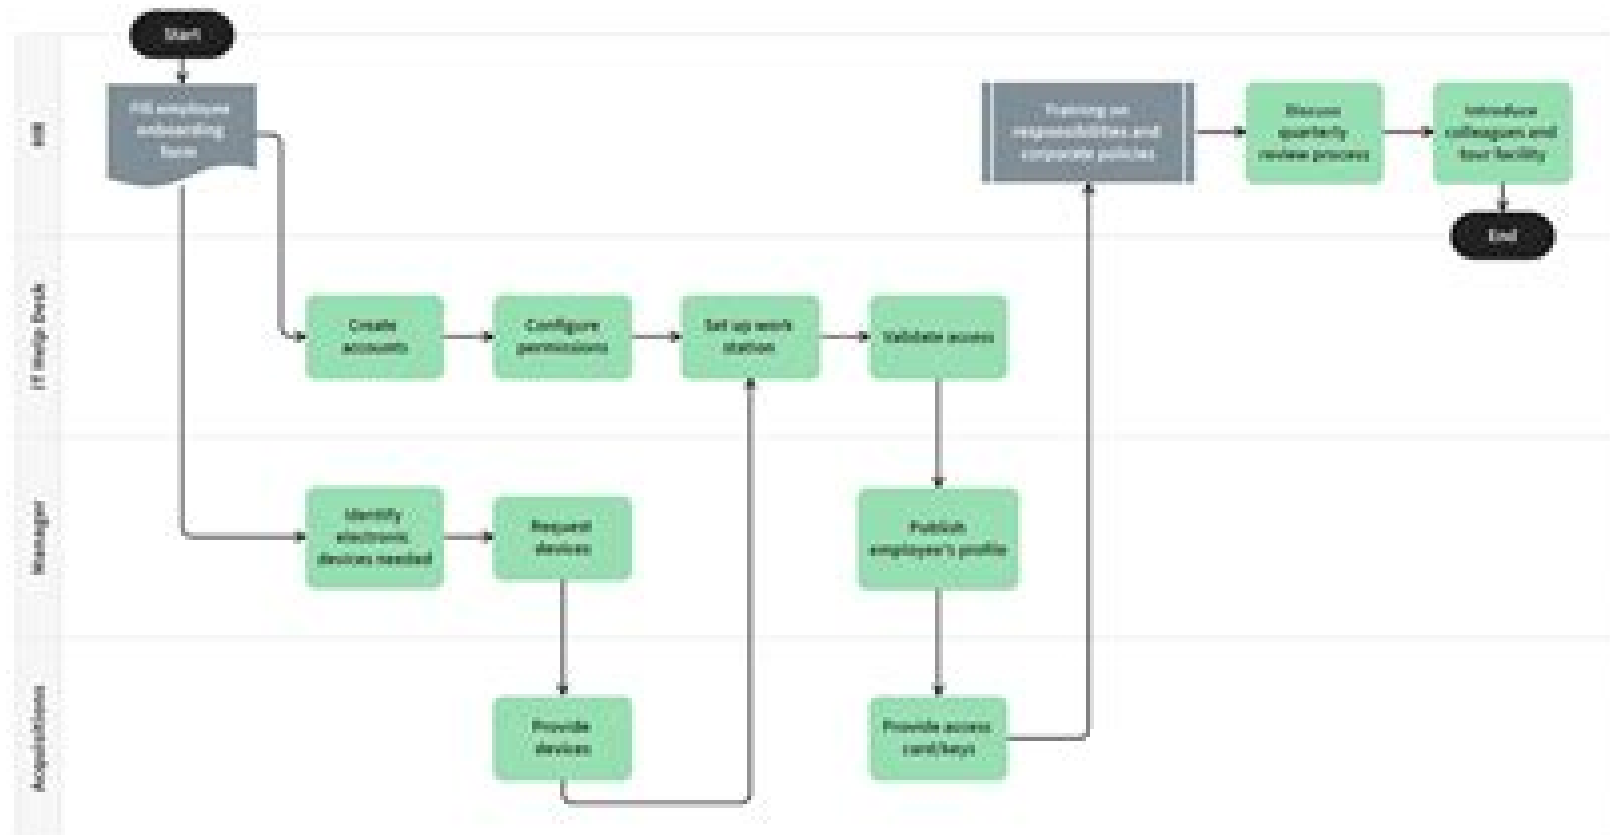 Start
HR
Fill employee
onboarding
form
Training on
responsibilities and
corporate policies
Discuss
quarterly
review process
Introduce
colleagues and
tour facility
End
IT Help Desk
Create
accounts
Configure
permissions
Set up work
station
Validate access
Manager
Identify
electronic
devices needed
Request
devices
Publish
employee's profile
Acquisitions
Provide
devices
Provide access
card/keys